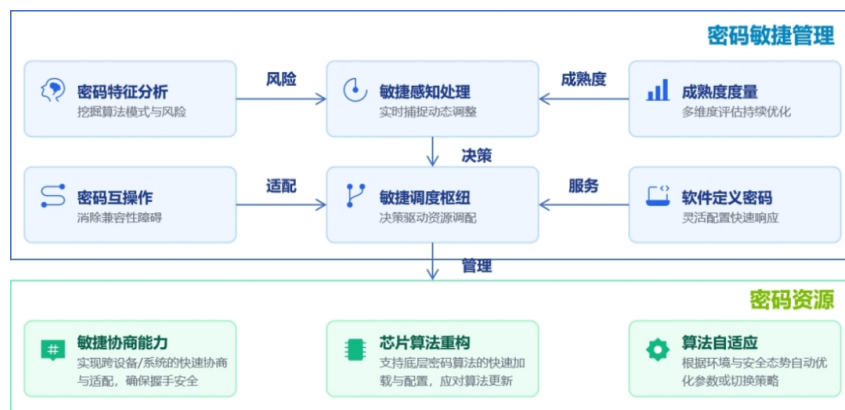 密码敏捷管理
密码特征分析
挖掘算法模式与风险
风险
敏捷感知处理
实时捕捉动态调整
成熟度
成熟度度量
多维度评估持续优化
决策
密码互操作
消除兼容性障碍
适配
敏捷调度枢纽
决策驱动资源调配
服务
软件定义密码
灵活配置快速响应
管理
密码资源
敏捷协商能力
实现跨设备/系统的快速协商
与适配，确保握手安全
芯片算法重构
支持底层密码算法的快速加
载与配置，应对算法更新
算法自适应
根据环境与安全态势自动优
化参数或切换策略